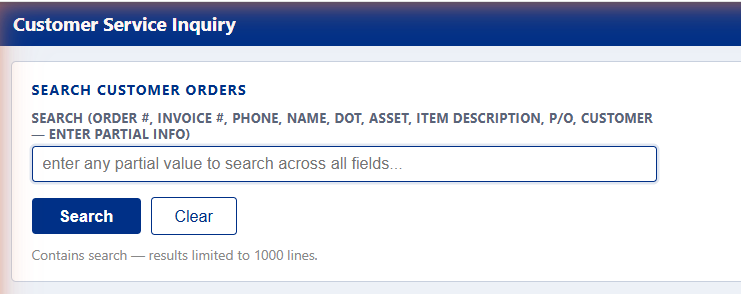 Customer Service Inquiry
SEARCH CUSTOMER ORDERS
SEARCH (ORDER #, INVOICE #, PHONE, NAME, DOT, ASSET, ITEM DESCRIPTION, P/O, CUSTOMER
— ENTER PARTIAL INFO)
enter any partial value to search across all fields...
Search
Clear
Contains search — results limited to 1000 lines.